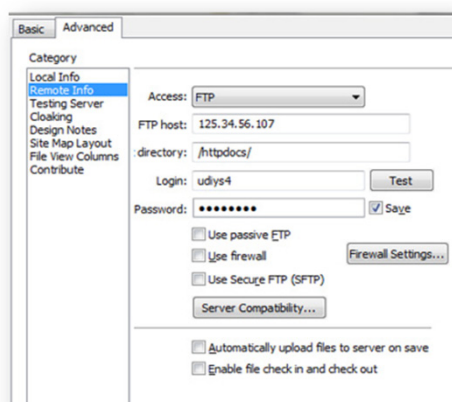 Basic Advanced
Category
Local Info
Remote Info
Testing Server
Cloaking
Design Notes
Site Map Layout
File View Columns
Contribute
Access: FTP
FTP host: 125.34.56.107
:directory: /httpdocs/
Login: udiys4 Test
Password: •••••••• Save
Use passive FTP
Use firewall Firewall Settings...
Use Secure FTP (SFTP)
Server Compatibility...
Automatically upload files to server on save
Enable file check in and check out